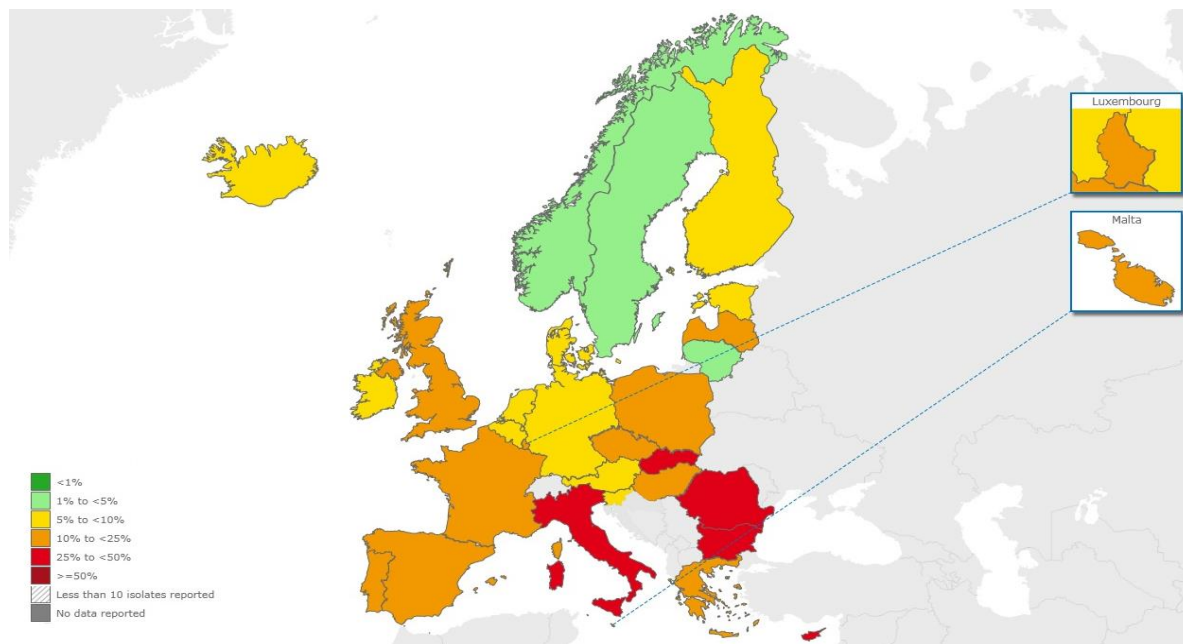 Luxembourg
Malta
<1%
1% to <5%
5% to <10%
10% to <25%
25% to <50%
>=50%
Less than 10 isolates reported
No data reported